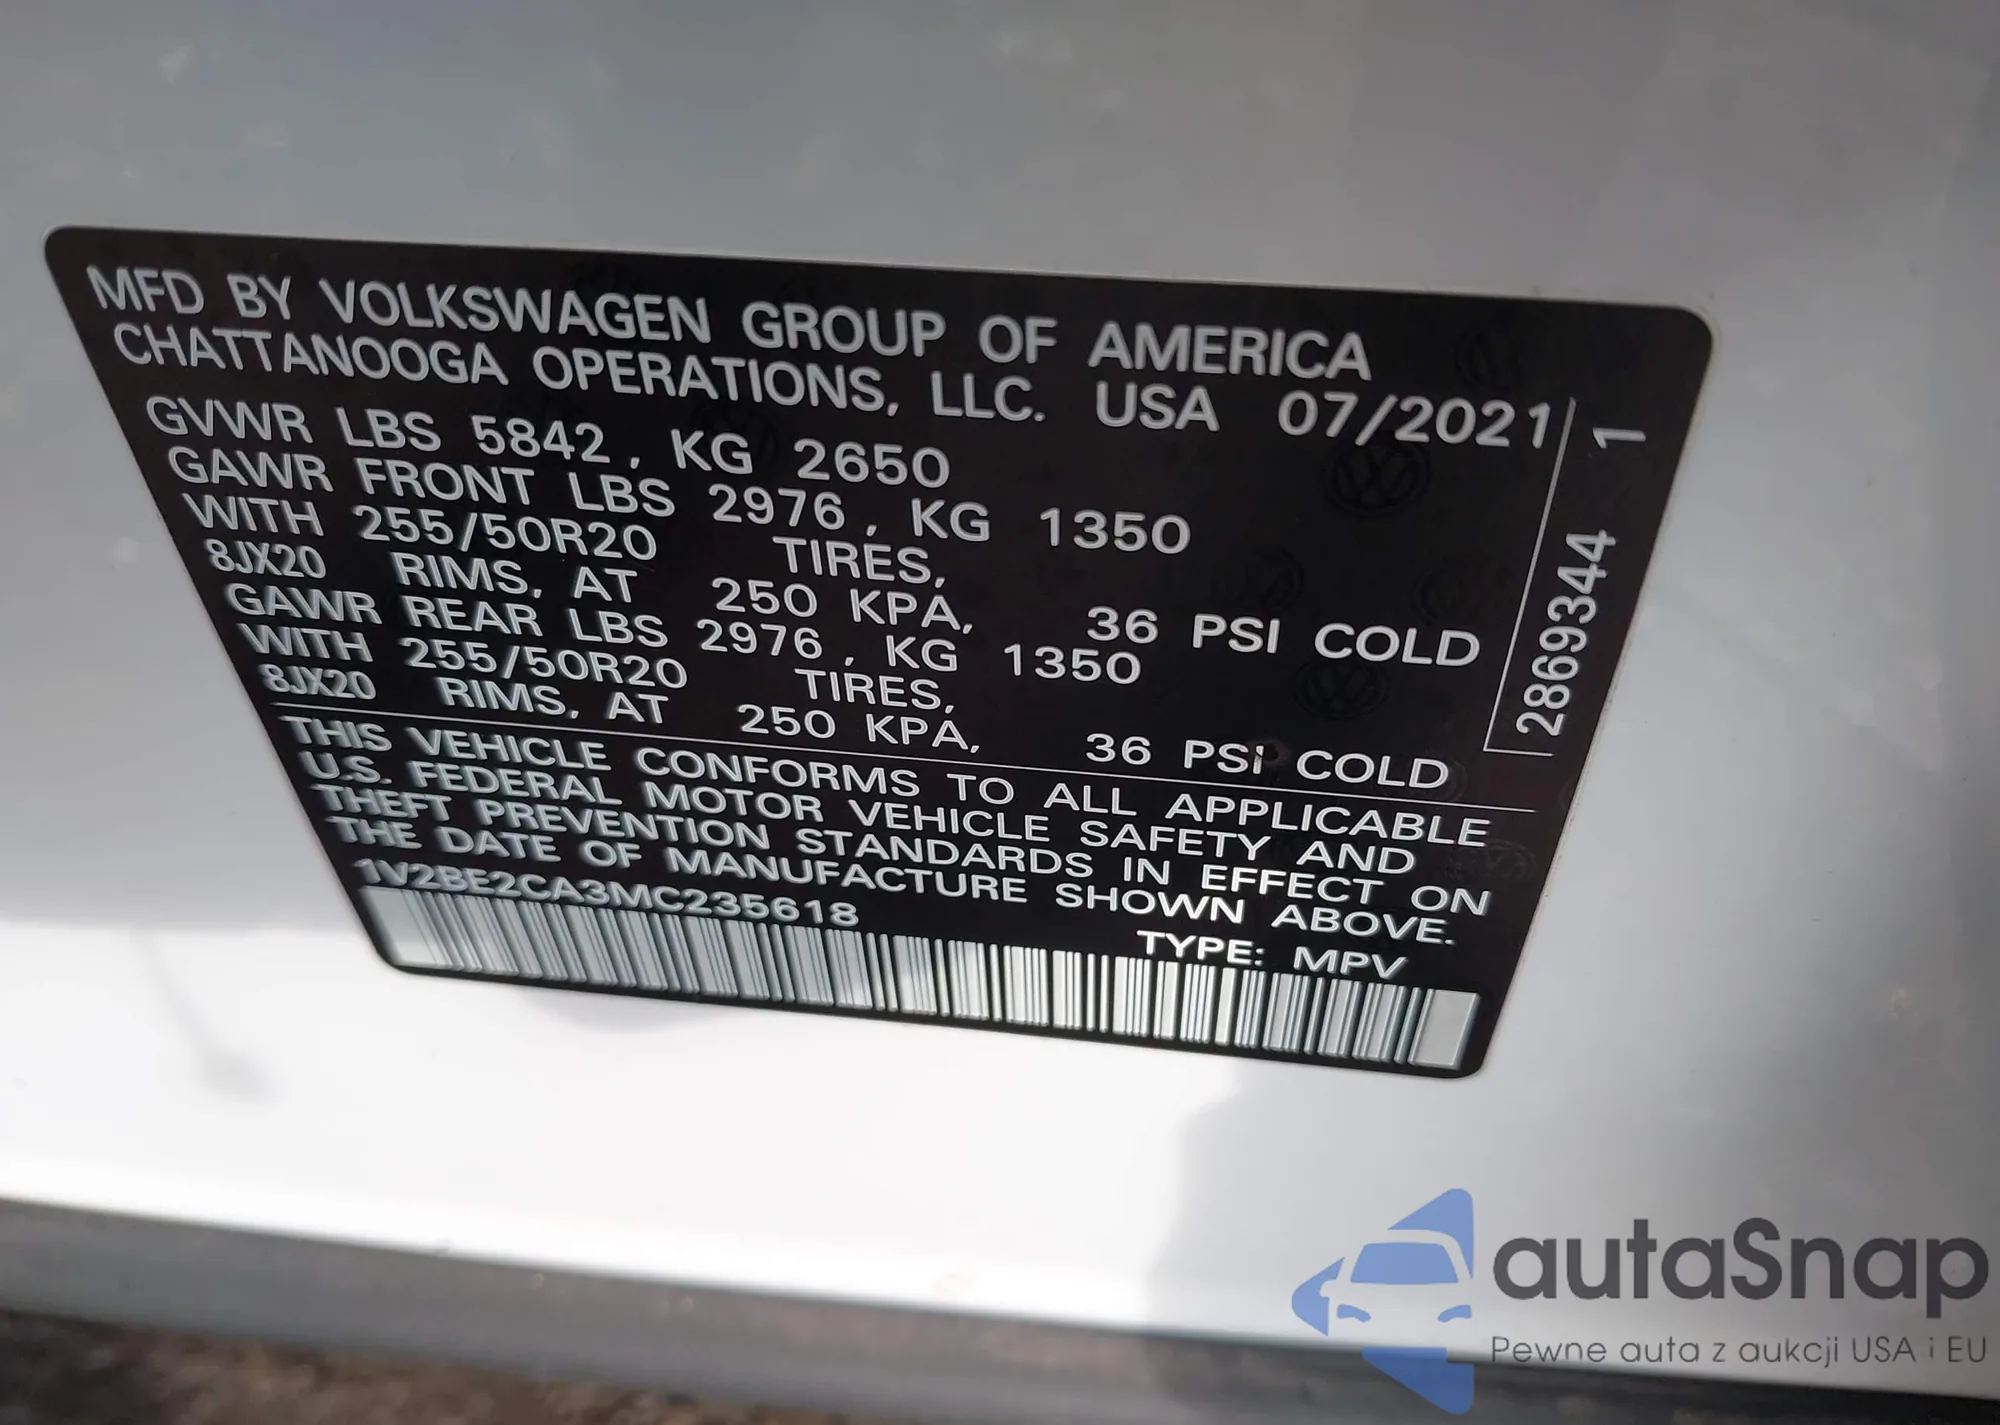 MFD BY VOLKSWAGEN GROUP OF AMERICA
CHATTANOOGA OPERATIONS, LLC. USA 07/2021
GVWR LBS 5842, KG 2650
GAWR FRONT LBS 2976, KG 1350
WITH 255/50R20 TIRES,
8JX20 RIMS, AT 250 KPA, 36 PSI COLD
GAWR REAR LBS 2976, KG 1350
WITH 255/50R20 TIRES,
8JX20 RIMS, AT 250 KPA, 36 PSI COLD
THIS VEHICLE CONFORMS TO ALL APPLICABLE
U.S. FEDERAL MOTOR VEHICLE SAFETY AND
THEFT PREVENTION STANDARDS IN EFFECT ON
THE DATE OF MANUFACTURE SHOWN ABOVE.
1V2BE2CA3MC235618
TYPE: MPV
2869344 1
autaSnap
Pewne auta z aukcji USA i EU